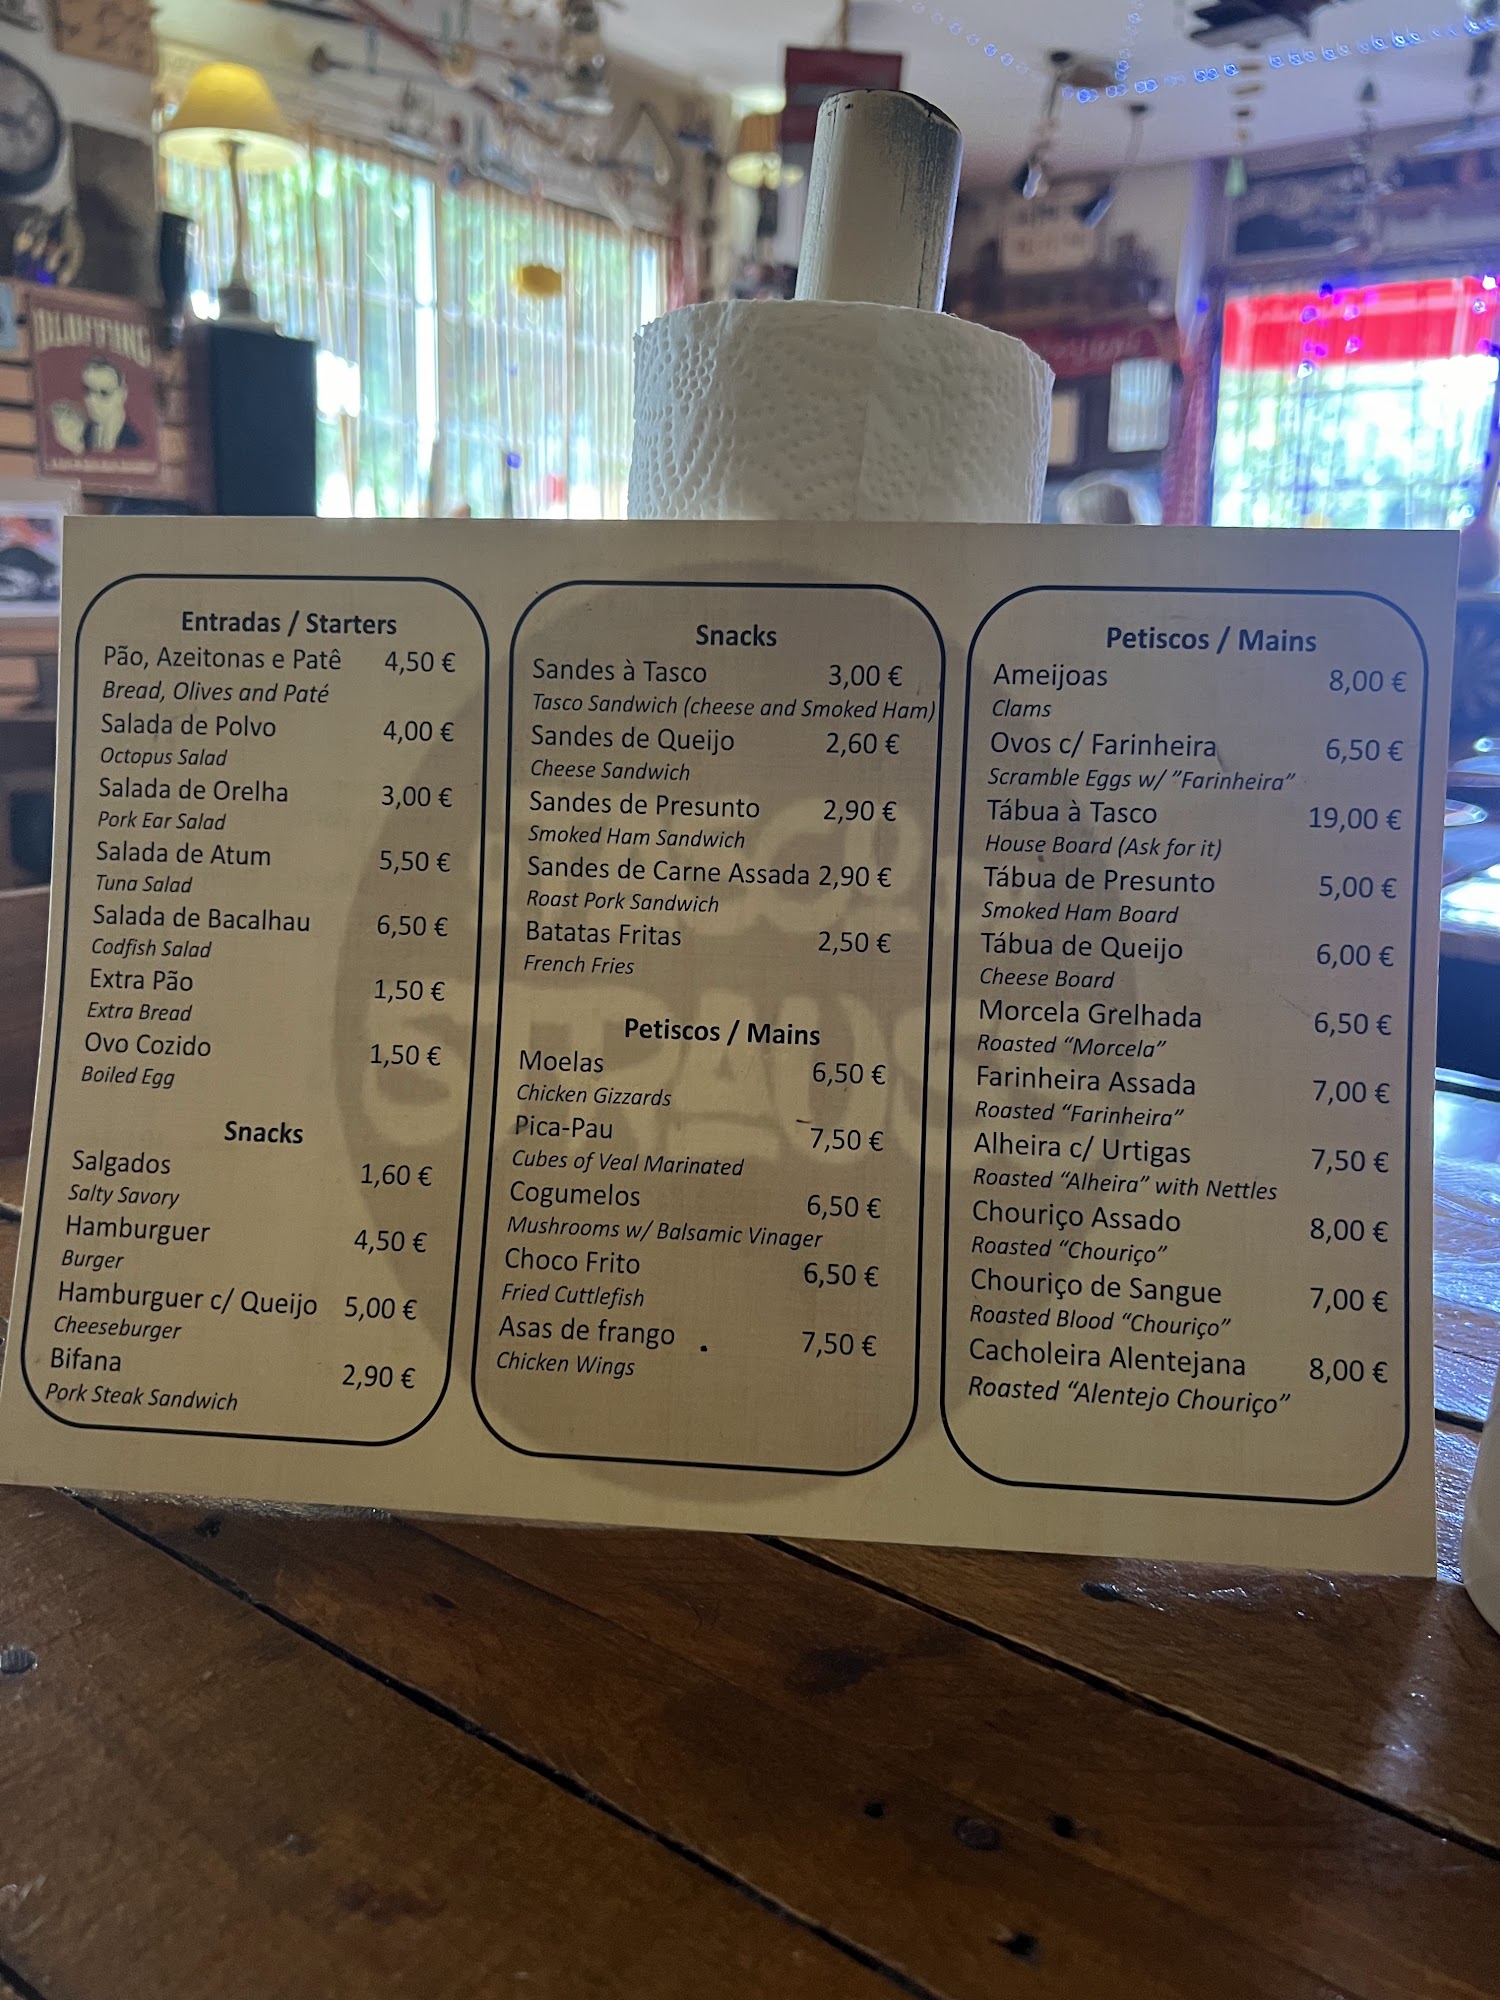 BLUFFING
Entradas / Starters
Pão, Azeitonas e Patê 4,50 €
Bread, Olives and Paté
Salada de Polvo 4,00 €
Octopus Salad
Salada de Orelha 3,00 €
Pork Ear Salad
Salada de Atum 5,50 €
Tuna Salad
Salada de Bacalhau 6,50 €
Codfish Salad
Extra Pão 1,50 €
Extra Bread
Ovo Cozido 1,50 €
Boiled Egg
Snacks
Salgados 1,60 €
Salty Savory
Hamburguer 4,50 €
Burger
Hamburguer c/ Queijo 5,00 €
Cheeseburger
Bifana 2,90 €
Pork Steak Sandwich
Snacks
Sandes à Tasco 3,00 €
Tasco Sandwich (cheese and Smoked Ham)
Sandes de Queijo 2,60 €
Cheese Sandwich
Sandes de Presunto 2,90 €
Smoked Ham Sandwich
Sandes de Carne Assada 2,90 €
Roast Pork Sandwich
Batatas Fritas 2,50 €
French Fries
Petiscos / Mains
Moelas 6,50 €
Chicken Gizzards
Pica-Pau 7,50 €
Cubes of Veal Marinated
Cogumelos 6,50 €
Mushrooms w/ Balsamic Vinager
Choco Frito 6,50 €
Fried Cuttlefish
Asas de frango 7,50 €
Chicken Wings
Petiscos / Mains
Ameijoas 8,00 €
Clams
Ovos c/ Farinheira 6,50 €
Scramble Eggs w/ ”Farinheira”
Tábua à Tasco 19,00 €
House Board (Ask for it)
Tábua de Presunto 5,00 €
Smoked Ham Board
Tábua de Queijo 6,00 €
Cheese Board
Morcela Grelhada 6,50 €
Roasted “Morcela”
Farinheira Assada 7,00 €
Roasted “Farinheira”
Alheira c/ Urtigas 7,50 €
Roasted “Alheira” with Nettles
Chouriço Assado 8,00 €
Roasted “Chouriço”
Chouriço de Sangue 7,00 €
Roasted Blood “Chouriço”
Cacholeira Alentejana 8,00 €
Roasted “Alentejo Chouriço”